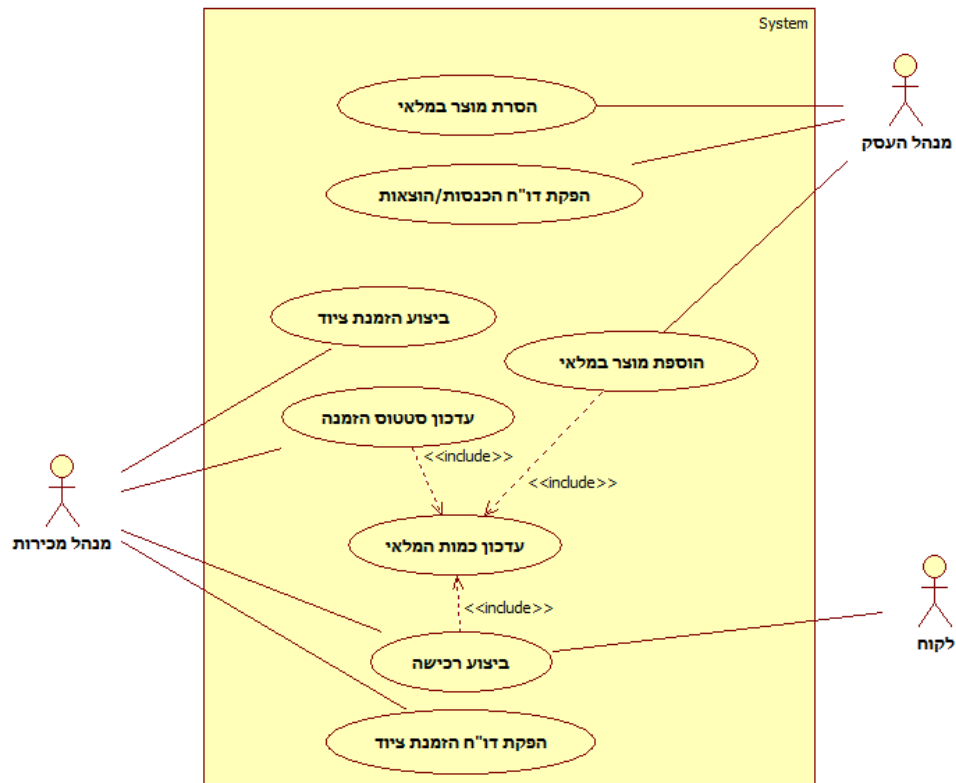 System
הסרת מוצר במלאי
מנהל העסק
הפקת דו"ח הכנסות/הוצאות
ביצוע הזמנת ציוד
הוספת מוצר במלאי
עדכון סטטוס הזמנה
<<include>>
<<include>>
מנהל מכירות
עדכון כמות המלאי
<<include>>
לקוח
ביצוע רכישה
הפקת דו"ח הזמנת ציוד